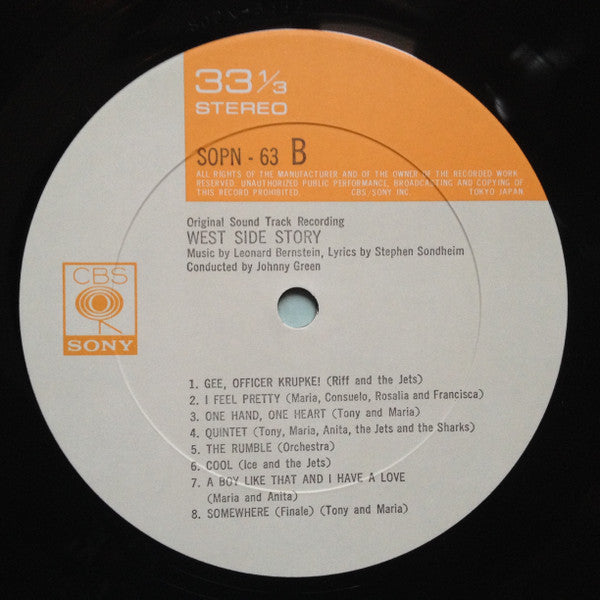 33 1/3
STEREO
SOPN - 63 B
ALL RIGHTS OF THE MANUFACTURER AND OF THE OWNER OF THE RECORDED WORK
RESERVED. UNAUTHORIZED PUBLIC PERFORMANCE, BROADCASTING AND COPYING OF
THIS RECORD PROHIBITED. CBS/SONY INC. TOKYO JAPAN
Original Sound Track Recording
WEST SIDE STORY
Music by Leonard Bernstein, Lyrics by Stephen Sondheim
Conducted by Johnny Green
CBS
SONY
1. GEE, OFFICER KRUPKE! (Riff and the Jets)
2. I FEEL PRETTY (Maria, Consuelo, Rosalia and Francisca)
3. ONE HAND, ONE HEART (Tony and Maria)
4. QUINTET (Tony, Maria, Anita, the Jets and the Sharks)
5. THE RUMBLE (Orchestra)
6. COOL (Ice and the Jets)
7. A BOY LIKE THAT AND I HAVE A LOVE
(Maria and Anita)
8. SOMEWHERE (Finale) (Tony and Maria)